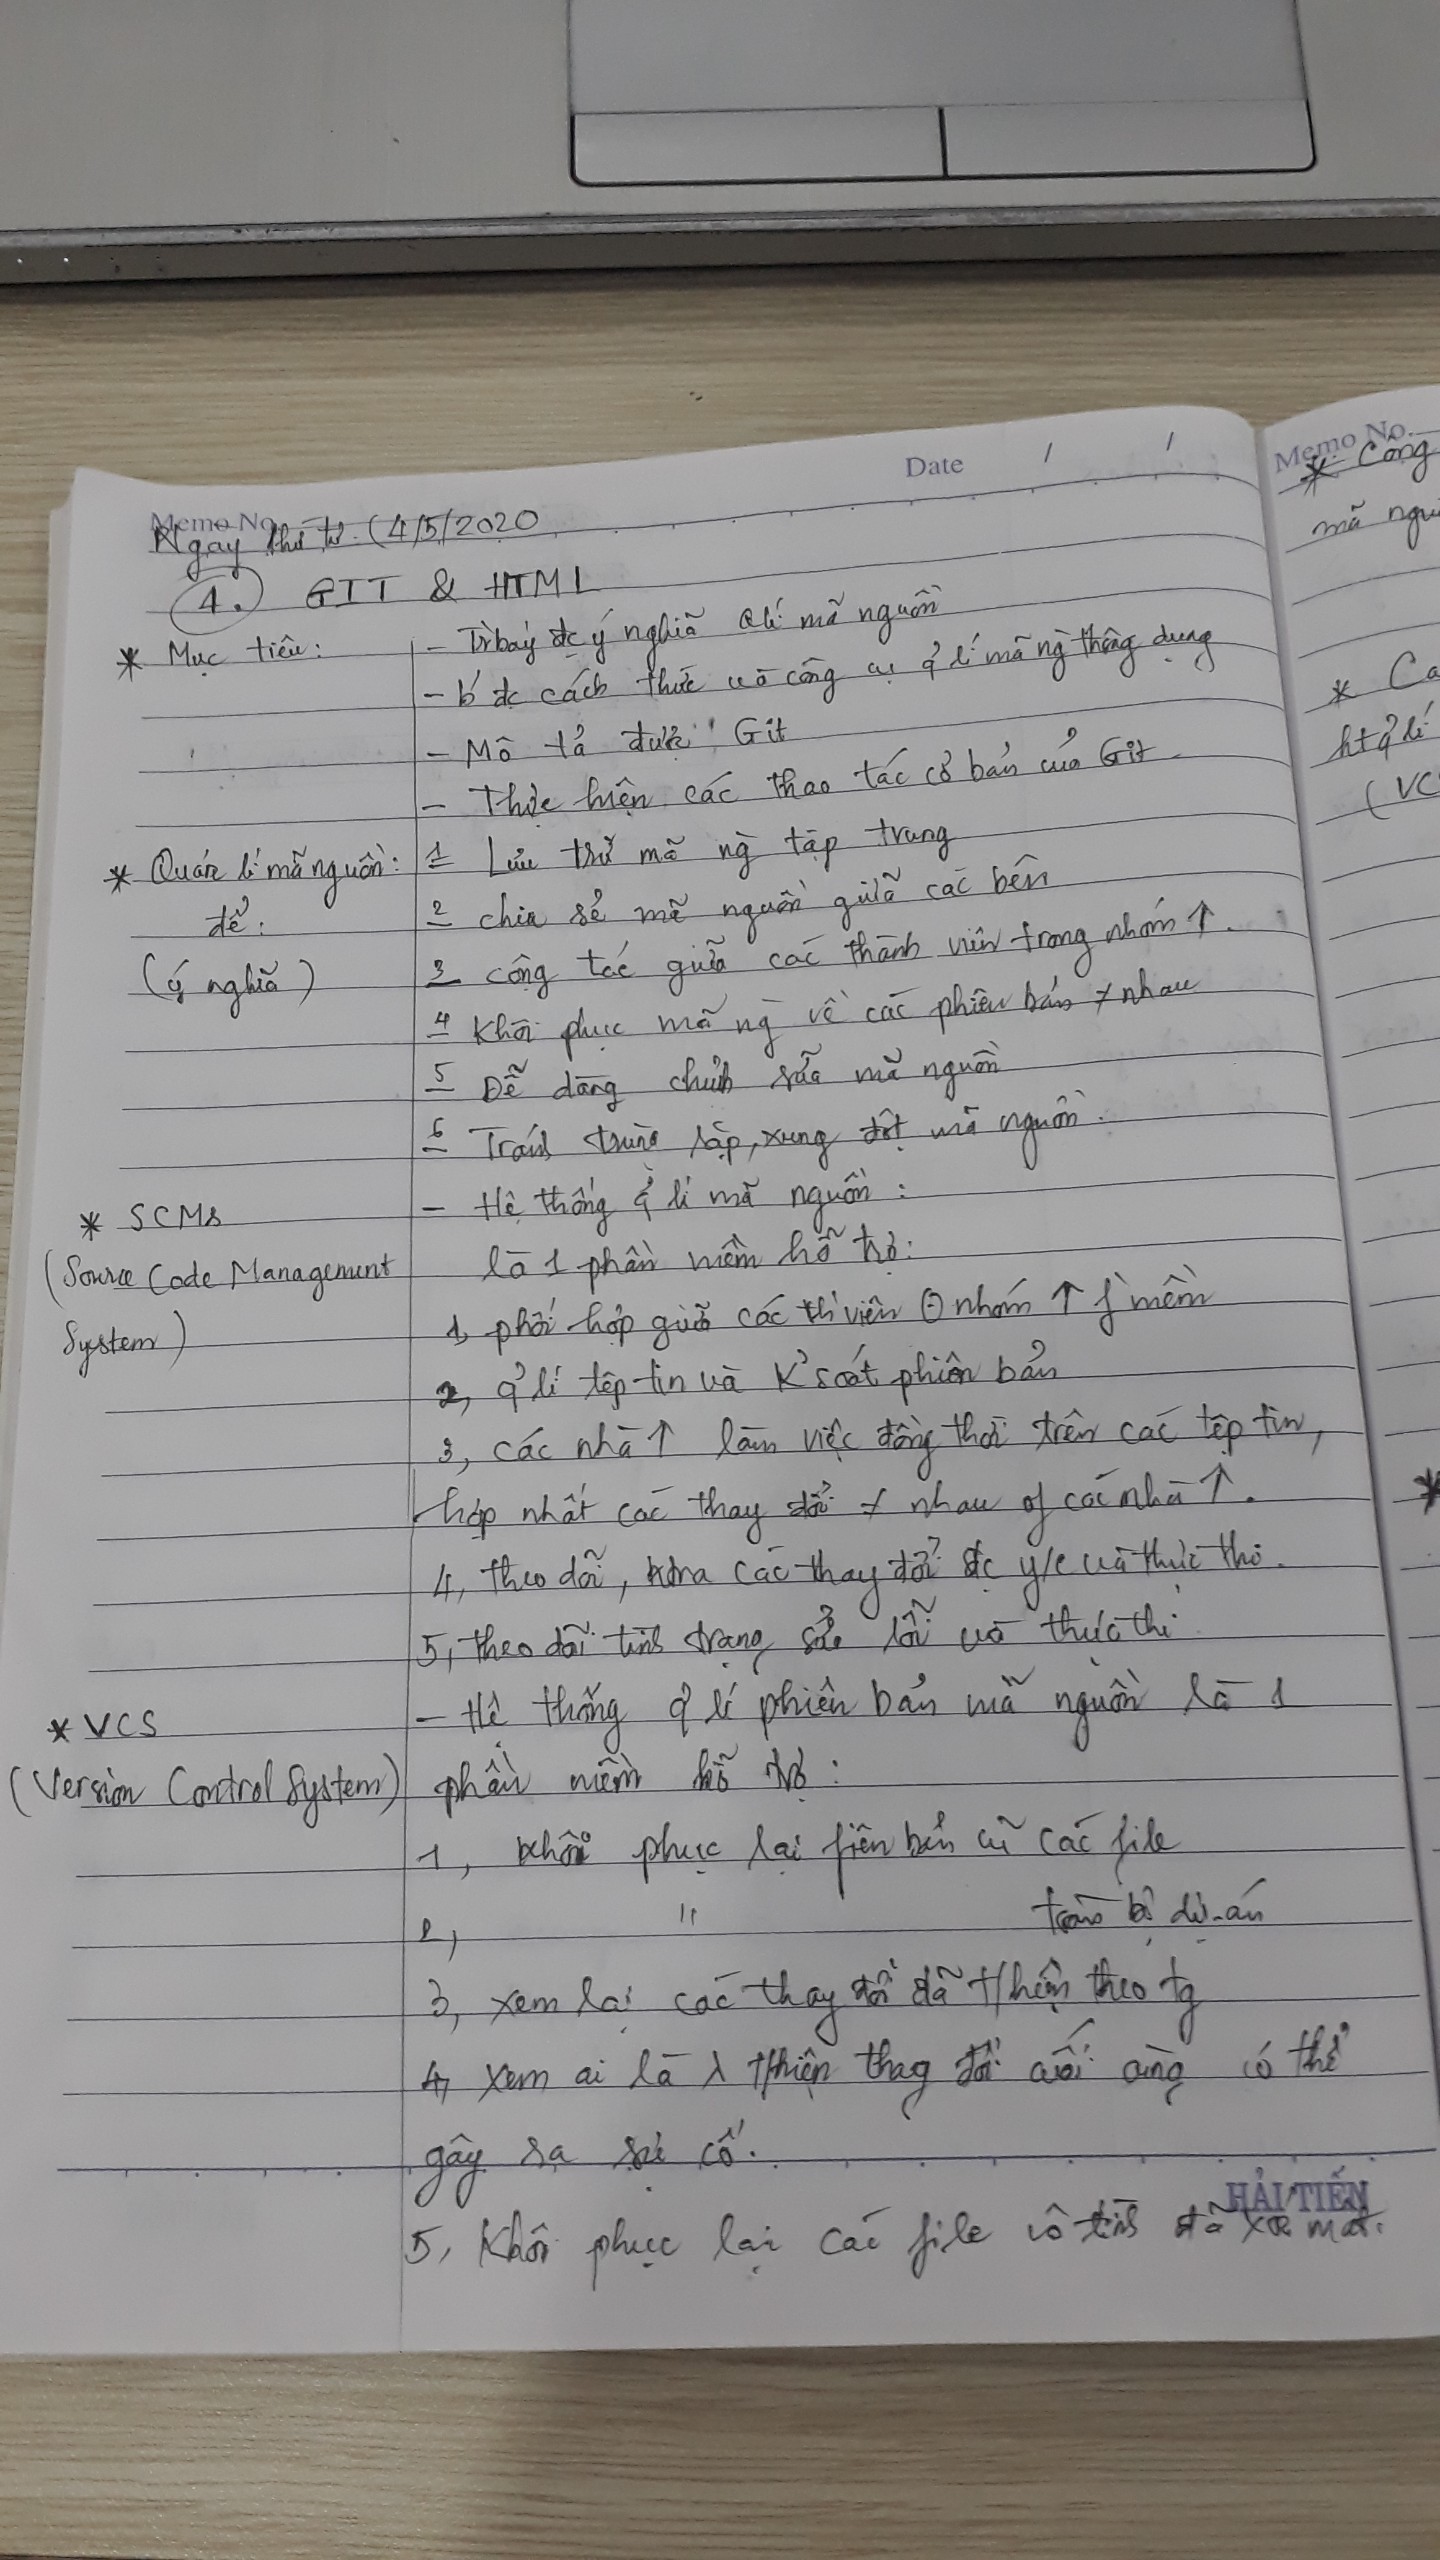 Date / /
Memo No.
Ngày thứ tư (4/5/2020
1. GIT & HTML
* Mục tiêu: - Tr̀bày đc ý nghĩa Qlí mã nguồn
- b́ đc cách thức và công cụ q̉ lí mã ng̀ thông dụng
- Mô tả được Git
- Thực hiện các thao tác cơ bản của Git.
* Quản lí mã nguồn: 1 Lưu trữ mã ng̀ tập trung
để: 2 chia sẻ mã nguồn giữa các bên
(ý nghĩa) 3 cộng tác giữa các thành viên trong nhóm ↑.
4 Khôi phục mã ng̀ về các phiên bản ≠ nhau
5 Dễ dàng chỉnh sửa mã nguồn
6 Tránh trùng lặp, xung đột mã nguồn.
* SCMs - Hệ thống q̉ lí mã nguồn:
(Source Code Management là 1 phần mềm hỗ trợ:
System) 1, phối hợp giữa các th̀viên ⊙ nhóm ↑ f̀ mềm
2, q̉ lí tệp tin và K̉ soát phiên bản
3, các nhà ↑ làm việc đồng thời trên các tệp tin,
hợp nhất các thay đổi ≠ nhau of các nhà ↑.
4, theo dõi, ktra các thay đổi đc y/c và thực thi.
5, theo dõi tình trạng sửa lỗi và thực thi
* VCS - Hệ thống q̉ lí phiên bản mã nguồn là 1
(Version Control System) phần mềm hỗ trợ:
1, khôi phục lại fiên bản cũ các file
2, " toàn bộ dự án
3, xem lại các thay đổi đã t/hiện theo tg
4, xem ai là λ t/hiện thay đổi cuối cùng có thể
gây ra sự cố.
HẢI TIẾN
5, Khôi phục lại các file vô tình đã xoá mất.
Memo No.
* Công
mã ngu
* Cá
ht q̉ lí
(VC
*